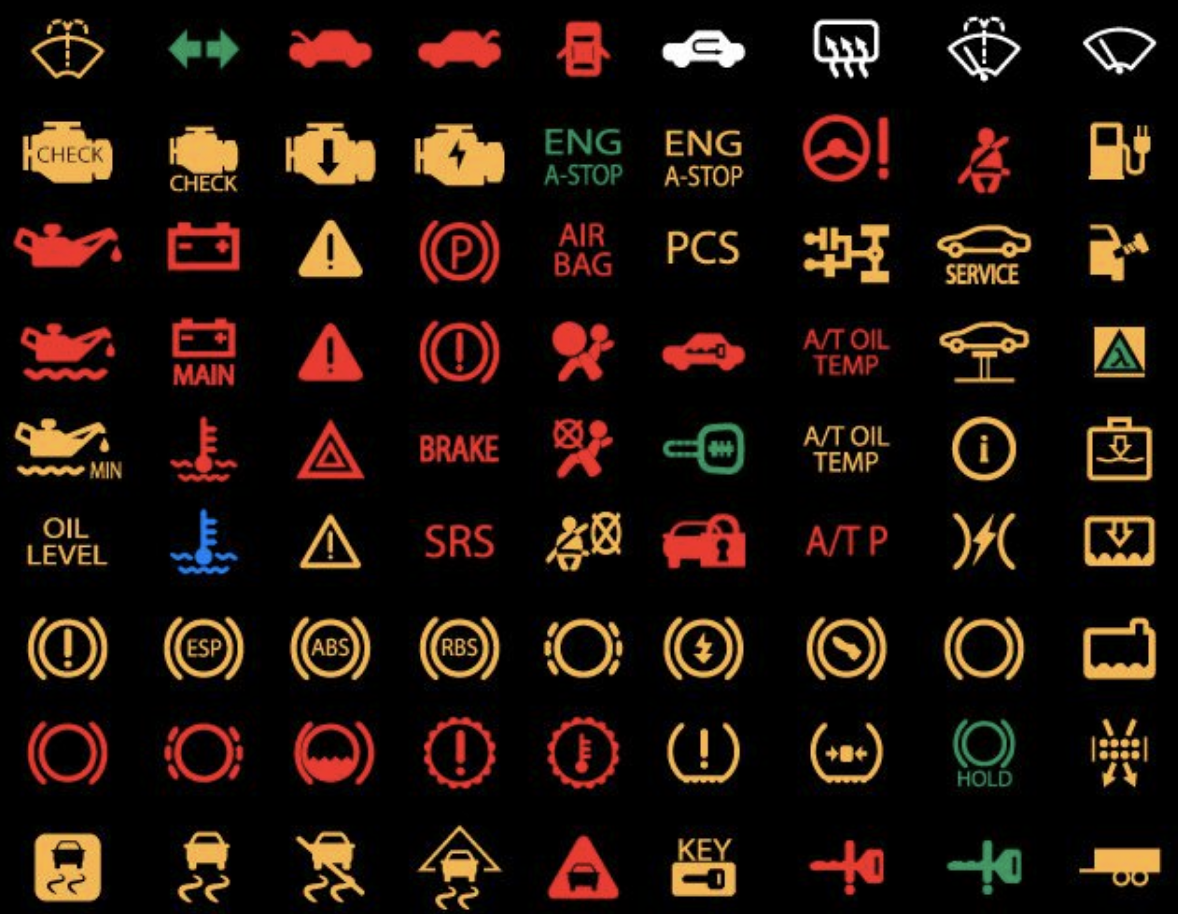 CHECK
CHECK
ENG
A-STOP
ENG
A-STOP
P
AIR
BAG
PCS
SERVICE
MAIN
A/T OIL
TEMP
λ
MIN
BRAKE
A/T OIL
TEMP
i
OIL
LEVEL
SRS
A/T P
ESP
ABS
RBS
HOLD
KEY